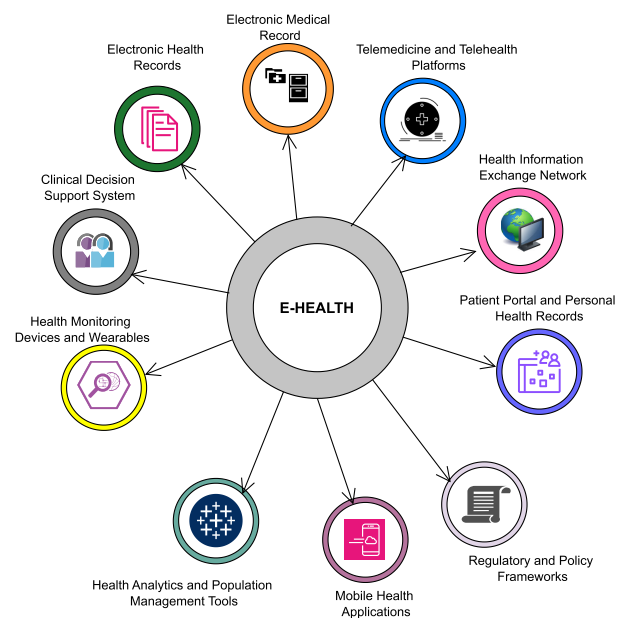 Electronic Medical
Record
Electronic Health
Records
Telemedicine and Telehealth
Platforms
Health Information
Exchange Network
Clinical Decision
Support System
E-HEALTH
Patient Portal and Personal
Health Records
Health Monitoring
Devices and Wearables
Regulatory and Policy
Frameworks
Health Analytics and Population
Management Tools
Mobile Health
Applications